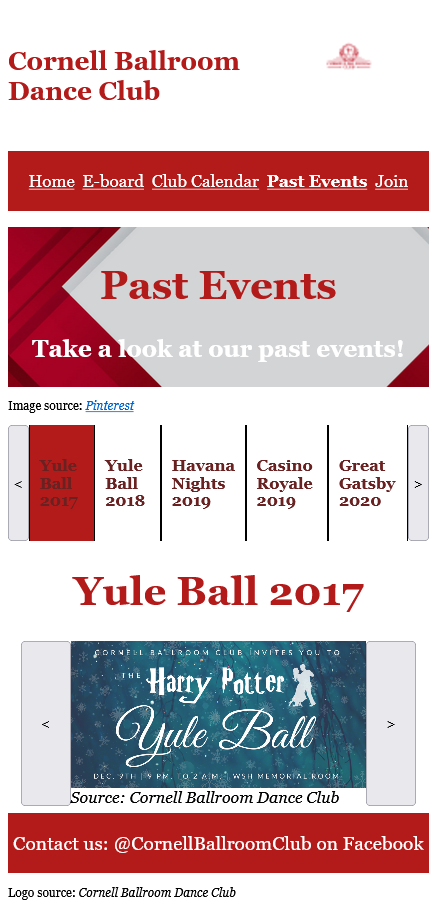 Cornell Ballroom
Dance Club
Home E-board Club Calendar Past Events Join
Past Events
Take a look at our past events!
Image source: Pinterest
<
Yule
Ball
2017
Yule
Ball
2018
Havana
Nights
2019
Casino
Royale
2019
Great
Gatsby
2020
>
Yule Ball 2017
<
CORNELL BALLROOM CLUB INVITES YOU TO
THE Harry Potter
Yule Ball
DEC. 9TH | 9 P.M. TO 2 A.M. | WSH MEMORIAL ROOM
>
Source: Cornell Ballroom Dance Club
Contact us: @CornellBallroomClub on Facebook
Logo source: Cornell Ballroom Dance Club